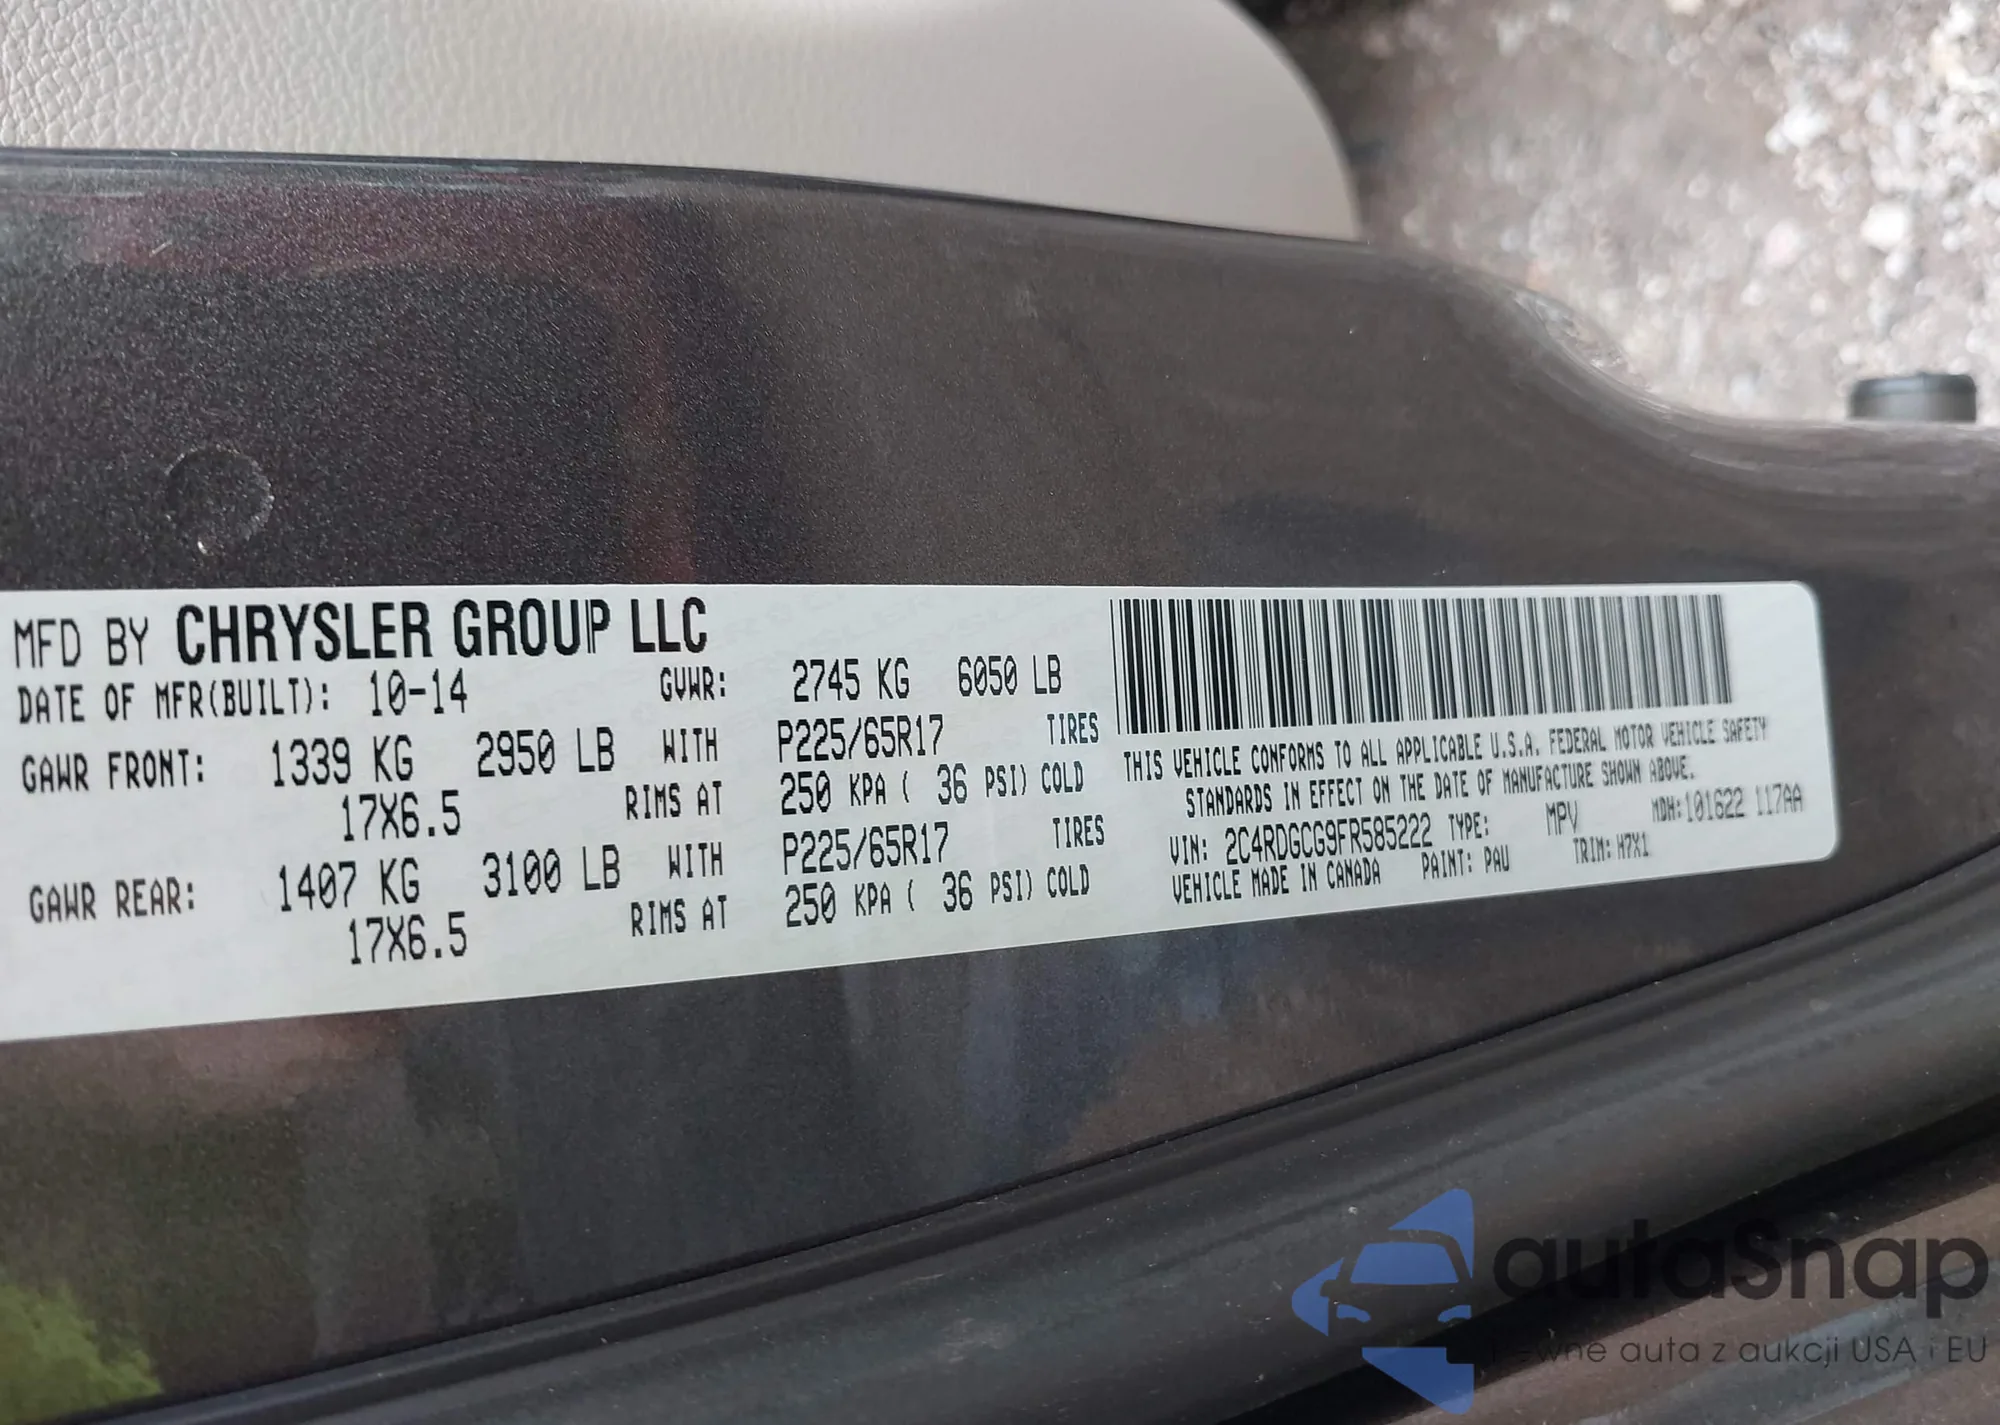 MFD BY CHRYSLER GROUP LLC
DATE OF MFR(BUILT): 10-14 GVWR: 2745 KG 6050 LB
GAWR FRONT: 1339 KG 2950 LB WITH P225/65R17 TIRES
17X6.5 RIMS AT 250 KPA ( 36 PSI) COLD
GAWR REAR: 1407 KG 3100 LB WITH P225/65R17 TIRES
17X6.5 RIMS AT 250 KPA ( 36 PSI) COLD
THIS VEHICLE CONFORMS TO ALL APPLICABLE U.S.A. FEDERAL MOTOR VEHICLE SAFETY
STANDARDS IN EFFECT ON THE DATE OF MANUFACTURE SHOWN ABOVE.
VIN: 2C4RDGCG9FR585222 TYPE: MPV MDH:101622 117AA
VEHICLE MADE IN CANADA PAINT: PAU TRIM: H7X1
autaSnap
auta z aukcji USA i EU